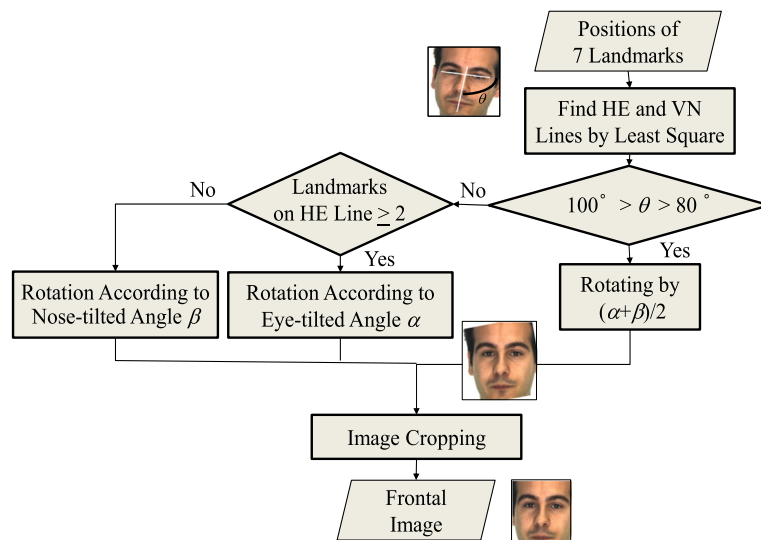 Positions of
7 Landmarks
θ
Find HE and VN
Lines by Least Square
100° > θ > 80 °
No
Yes
Landmarks
on HE Line ≥ 2
No
Yes
Rotation According to
Nose-tilted Angle β
Rotation According to
Eye-tilted Angle α
Rotating by
(α+β)/2
Image Cropping
Frontal
Image